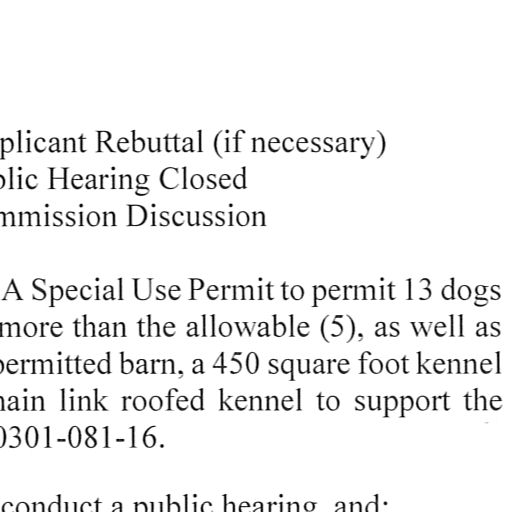 plicant Rebuttal (if necessary)
blic Hearing Closed
mmission Discussion
A Special Use Permit to permit 13 dogs
more than the allowable (5), as well as
permitted barn, a 450 square foot kennel
hain link roofed kennel to support the
0301-081-16.
conduct a public hearing, and: